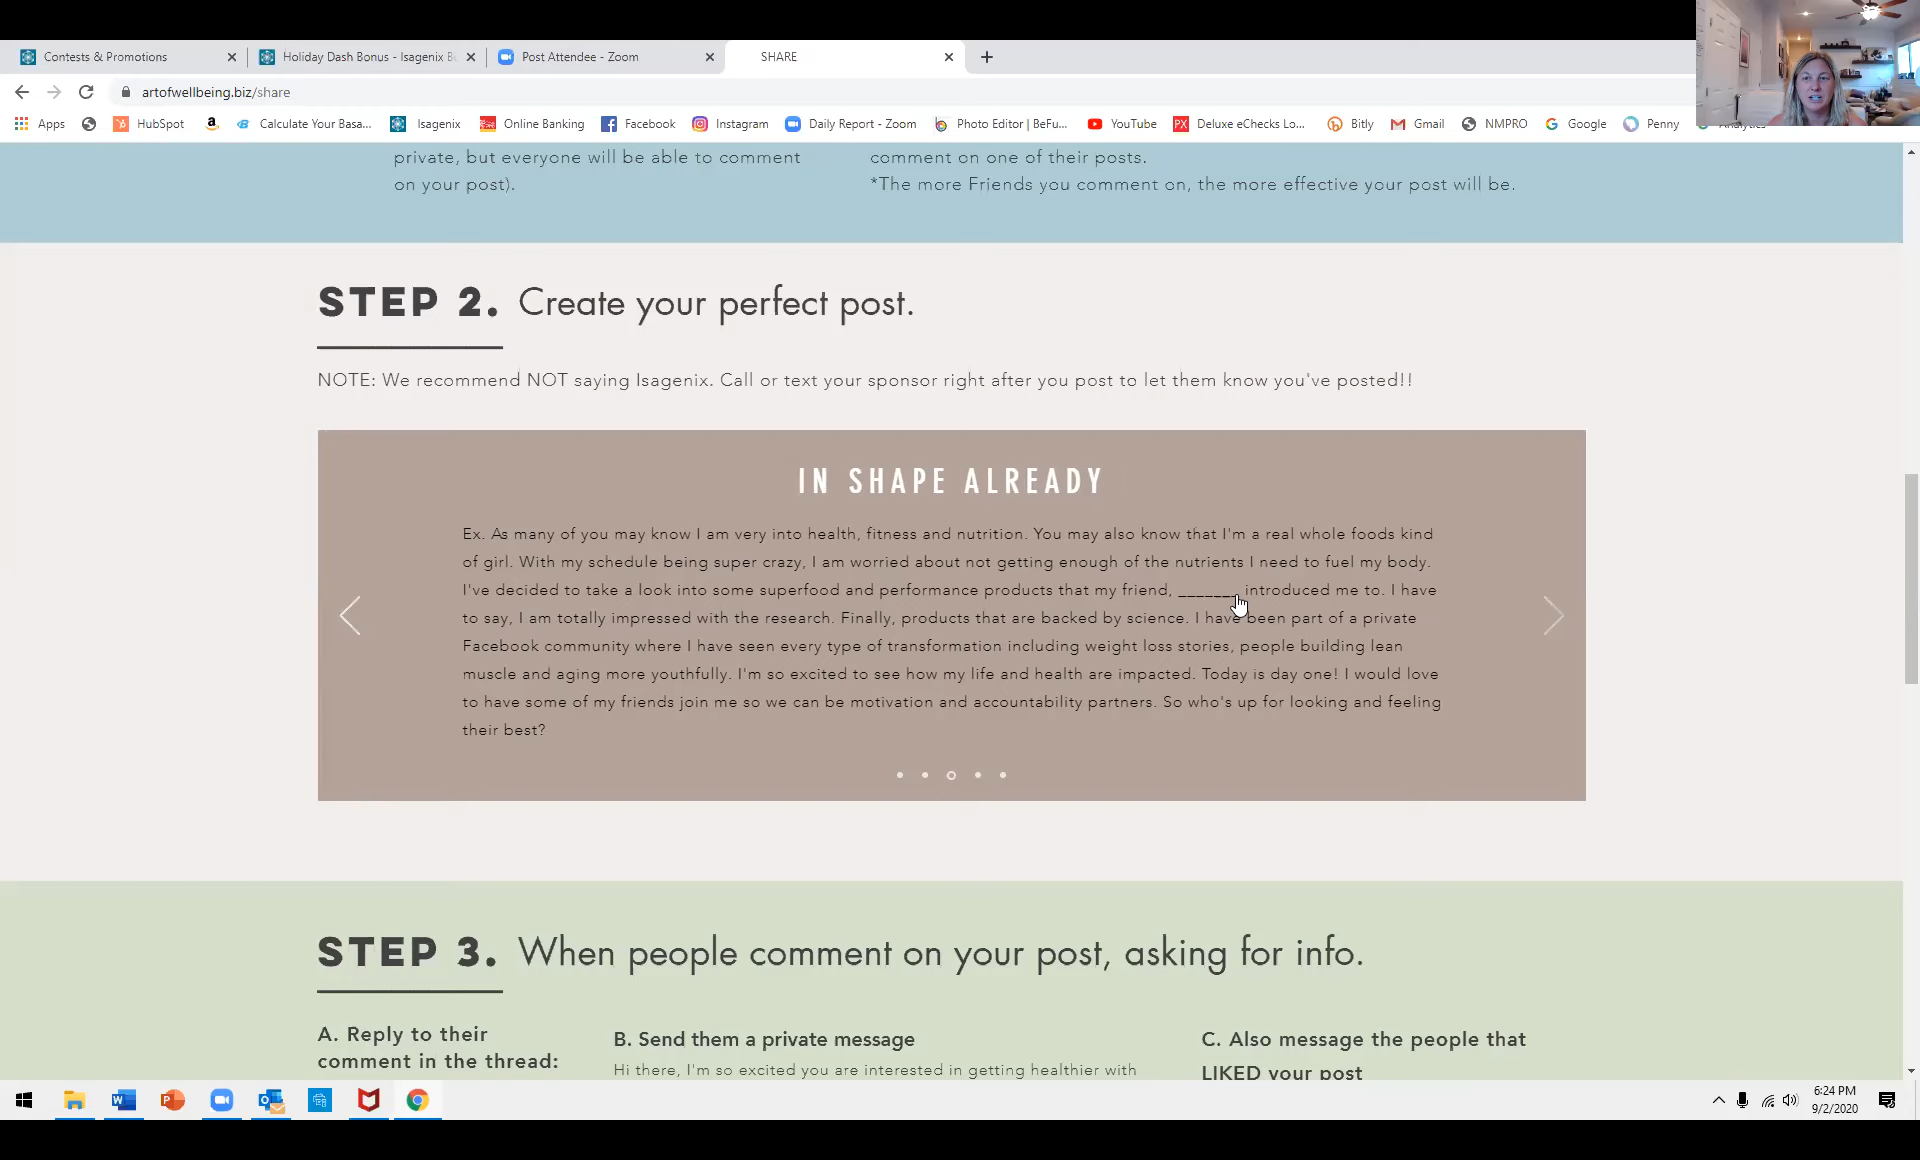 Contests & Promotions
Holiday Dash Bonus - Isagenix B
Post Attendee - Zoom
SHARE
artofwellbeing.biz/share
Apps
HubSpot
Calculate Your Basa...
Isagenix
Online Banking
Facebook
Instagram
Daily Report - Zoom
Photo Editor | BeFu...
YouTube
Deluxe eChecks Lo...
Bitly
Gmail
NMPRO
Google
Penny
Analytics
private, but everyone will be able to comment
on your post).
comment on one of their posts.
*The more Friends you comment on, the more effective your post will be.
STEP 2. Create your perfect post.
NOTE: We recommend NOT saying Isagenix. Call or text your sponsor right after you post to let them know you've posted!!
IN SHAPE ALREADY
Ex. As many of you may know I am very into health, fitness and nutrition. You may also know that I'm a real whole foods kind
of girl. With my schedule being super crazy, I am worried about not getting enough of the nutrients I need to fuel my body.
I've decided to take a look into some superfood and performance products that my friend, _______ introduced me to. I have
to say, I am totally impressed with the research. Finally, products that are backed by science. I have been part of a private
Facebook community where I have seen every type of transformation including weight loss stories, people building lean
muscle and aging more youthfully. I'm so excited to see how my life and health are impacted. Today is day one! I would love
to have some of my friends join me so we can be motivation and accountability partners. So who's up for looking and feeling
their best?
STEP 3. When people comment on your post, asking for info.
A. Reply to their
comment in the thread:
B. Send them a private message
Hi there, I'm so excited you are interested in getting healthier with
C. Also message the people that
LIKED your post
6:24 PM
9/2/2020